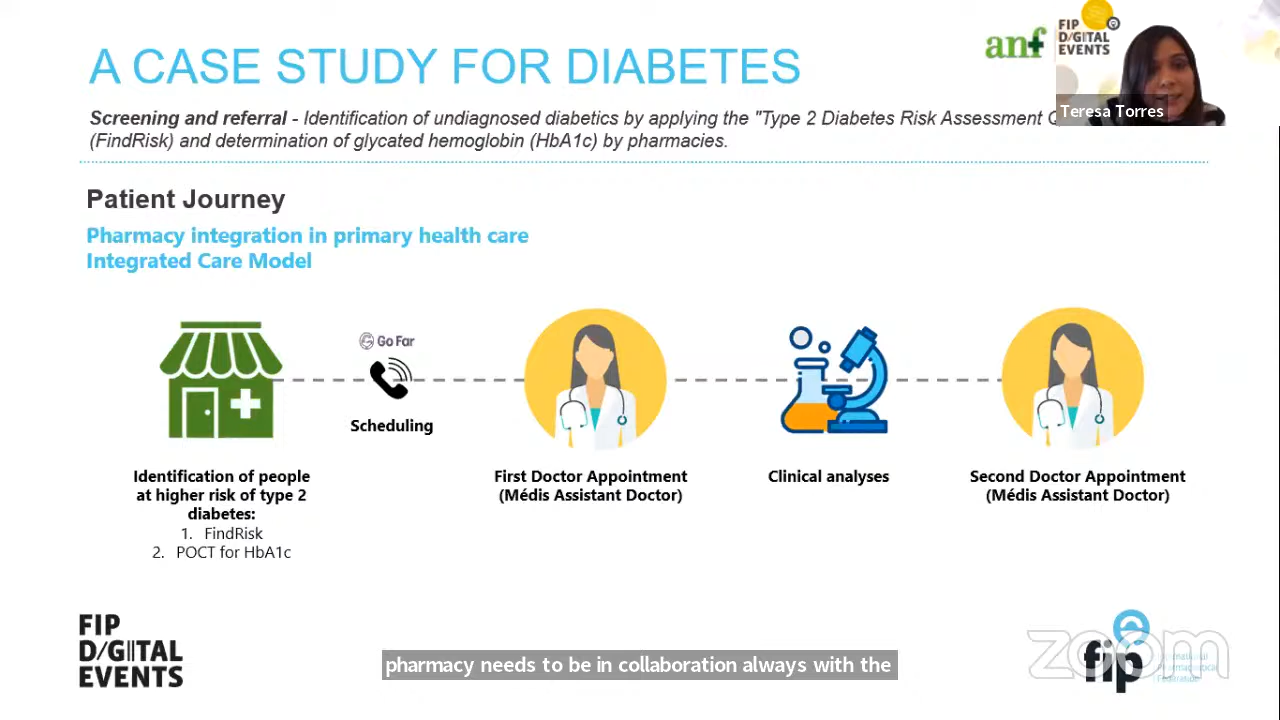 A CASE STUDY FOR DIABETES
anf
FIP
D/GITAL
EVENTS
Teresa Torres
Screening and referral - Identification of undiagnosed diabetics by applying the "Type 2 Diabetes Risk Assessment
(FindRisk) and determination of glycated hemoglobin (HbA1c) by pharmacies.
Patient Journey
Pharmacy integration in primary health care
Integrated Care Model
Go Far
Scheduling
Identification of people
at higher risk of type 2
diabetes:
1. FindRisk
2. POCT for HbA1c
First Doctor Appointment
(Médis Assistant Doctor)
Clinical analyses
Second Doctor Appointment
(Médis Assistant Doctor)
FIP
D/GITAL
EVENTS
pharmacy needs to be in collaboration always with the
zoom
fip